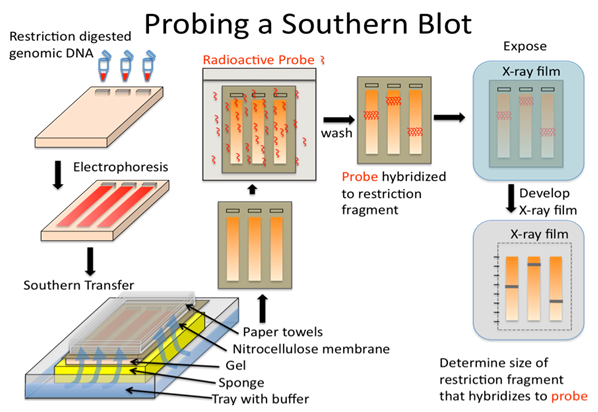 Probing a Southern Blot
Restriction digested
genomic DNA
Electrophoresis
Southern Transfer
Paper towels
Nitrocellulose membrane
Gel
Sponge
Tray with buffer
Radioactive Probe
wash
Probe hybridized
to restriction
fragment
Expose
X-ray film
Develop
X-ray film
X-ray film
Determine size of
restriction fragment
that hybridizes to probe